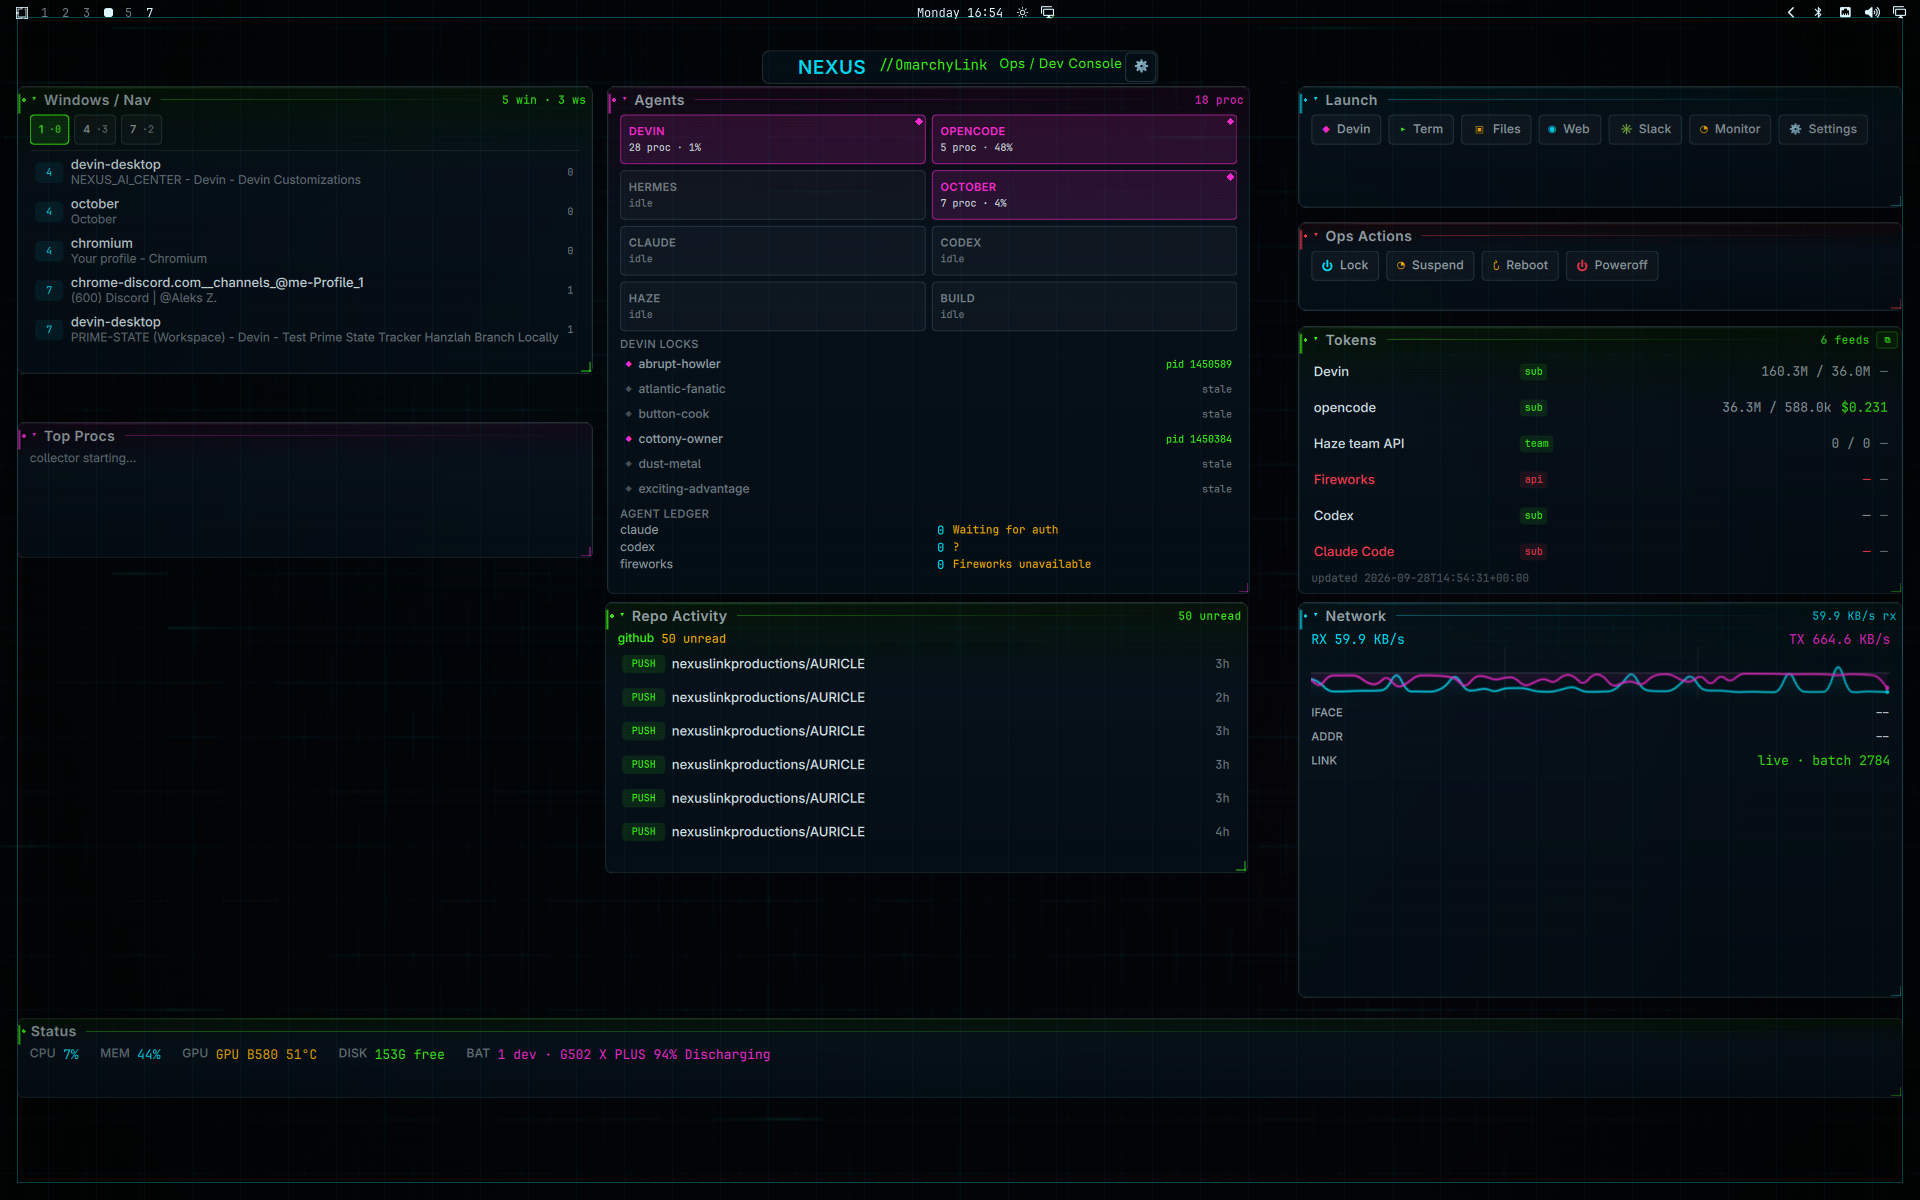 1 2 3 5 7
Monday 16:54
NEXUS //OmarchyLink Ops / Dev Console
Windows / Nav 5 win · 3 ws
1 ·0 4 ·3 7 ·2
4 devin-desktop 0
NEXUS_AI_CENTER - Devin - Devin Customizations
4 october 0
October
4 chromium 0
Your profile - Chromium
7 chrome-discord.com__channels_@me-Profile_1 1
(600) Discord | @Aleks Z.
7 devin-desktop 1
PRIME-STATE (Workspace) - Devin - Test Prime State Tracker Hanzlah Branch Locally
Top Procs
collector starting...
Agents 18 proc
DEVIN
28 proc · 1%
OPENCODE
5 proc · 48%
HERMES
idle
OCTOBER
7 proc · 4%
CLAUDE
idle
CODEX
idle
HAZE
idle
BUILD
idle
DEVIN LOCKS
abrupt-howler pid 1450589
atlantic-fanatic stale
button-cook stale
cottony-owner pid 1450384
dust-metal stale
exciting-advantage stale
AGENT LEDGER
claude 0 Waiting for auth
codex 0 ?
fireworks 0 Fireworks unavailable
Repo Activity 50 unread
github 50 unread
PUSH nexuslinkproductions/AURICLE 3h
PUSH nexuslinkproductions/AURICLE 2h
PUSH nexuslinkproductions/AURICLE 3h
PUSH nexuslinkproductions/AURICLE 3h
PUSH nexuslinkproductions/AURICLE 3h
PUSH nexuslinkproductions/AURICLE 4h
Launch
Devin Term Files Web Slack Monitor Settings
Ops Actions
Lock Suspend Reboot Poweroff
Tokens 6 feeds
Devin sub 160.3M / 36.0M —
opencode sub 36.3M / 588.0k $0.231
Haze team API team 0 / 0 —
Fireworks api — —
Codex sub — —
Claude Code sub — —
updated 2026-09-28T14:54:31+00:00
Network 59.9 KB/s rx
RX 59.9 KB/s TX 664.6 KB/s
IFACE --
ADDR --
LINK live · batch 2784
Status
CPU 7% MEM 44% GPU GPU B580 51°C DISK 153G free BAT 1 dev · G502 X PLUS 94% Discharging